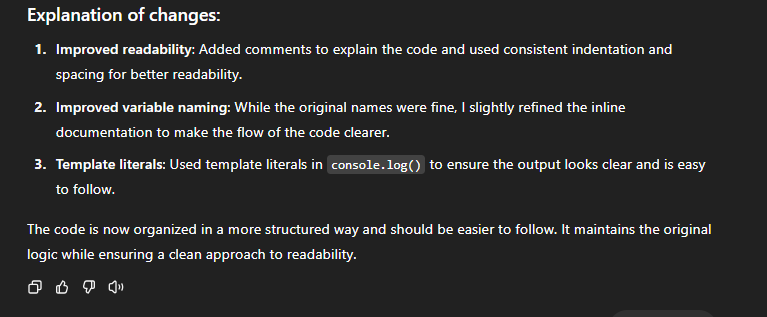 Explanation of changes:
1. Improved readability: Added comments to explain the code and used consistent indentation and
spacing for better readability.
2. Improved variable naming: While the original names were fine, I slightly refined the inline
documentation to make the flow of the code clearer.
3. Template literals: Used template literals in console.log() to ensure the output looks clear and is easy
to follow.
The code is now organized in a more structured way and should be easier to follow. It maintains the original
logic while ensuring a clean approach to readability.